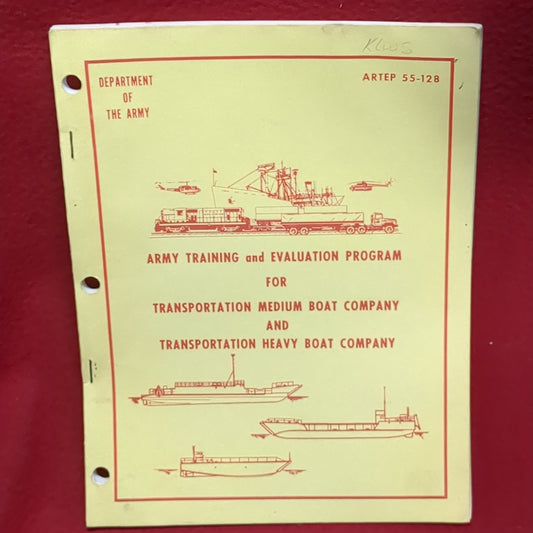 DEPARTMENT
OF
THE ARMY
ARTEP 55-128
ARMY TRAINING and EVALUATION PROGRAM
FOR
TRANSPORTATION MEDIUM BOAT COMPANY
AND
TRANSPORTATION HEAVY BOAT COMPANY